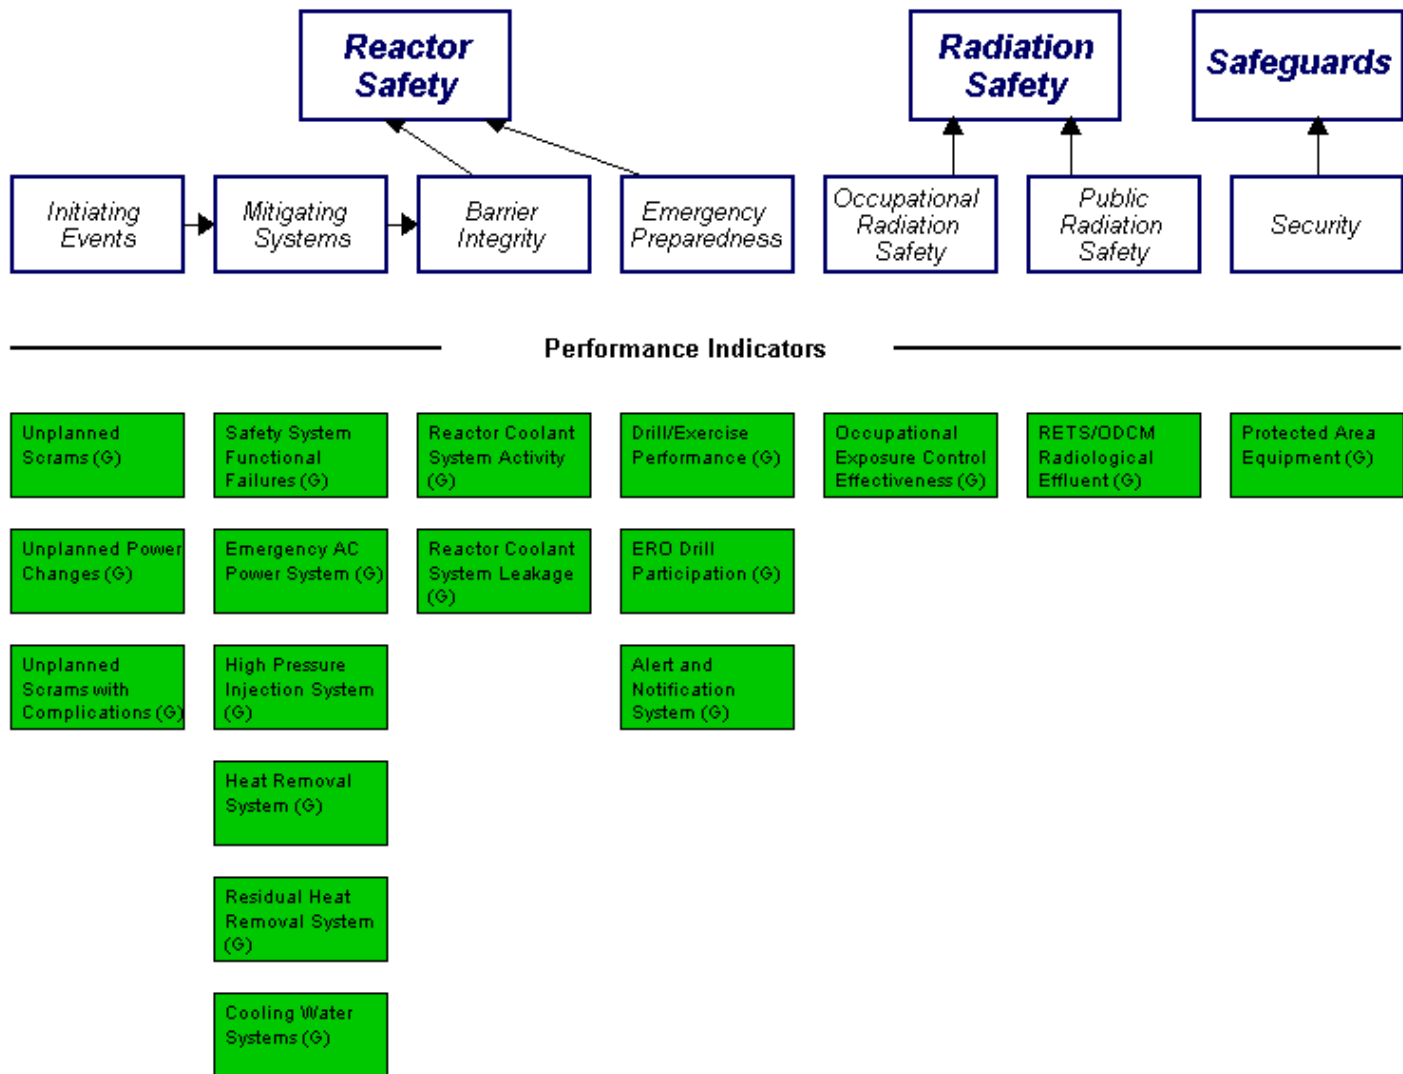 Reactor
Safety
Radiation
Safety
Safeguards
Initiating
Events
Mitigating
Systems
Barrier
Integrity
Emergency
Preparedness
Occupational
Radiation
Safety
Public
Radiation
Safety
Security
Performance Indicators
Unplanned
Scrams (G)
Safety System
Functional
Failures (G)
Reactor Coolant
System Activity
(G)
Drill/Exercise
Performance (G)
Occupational
Exposure Control
Effectiveness (G)
RETS/ODCM
Radiological
Effluent (G)
Protected Area
Equipment (G)
Unplanned Power
Changes (G)
Emergency AC
Power System (G)
Reactor Coolant
System Leakage
(G)
ERO Drill
Participation (G)
Unplanned
Scrams with
Complications (G)
High Pressure
Injection System
(G)
Alert and
Notification
System (G)
Heat Removal
System (G)
Residual Heat
Removal System
(G)
Cooling Water
Systems (G)